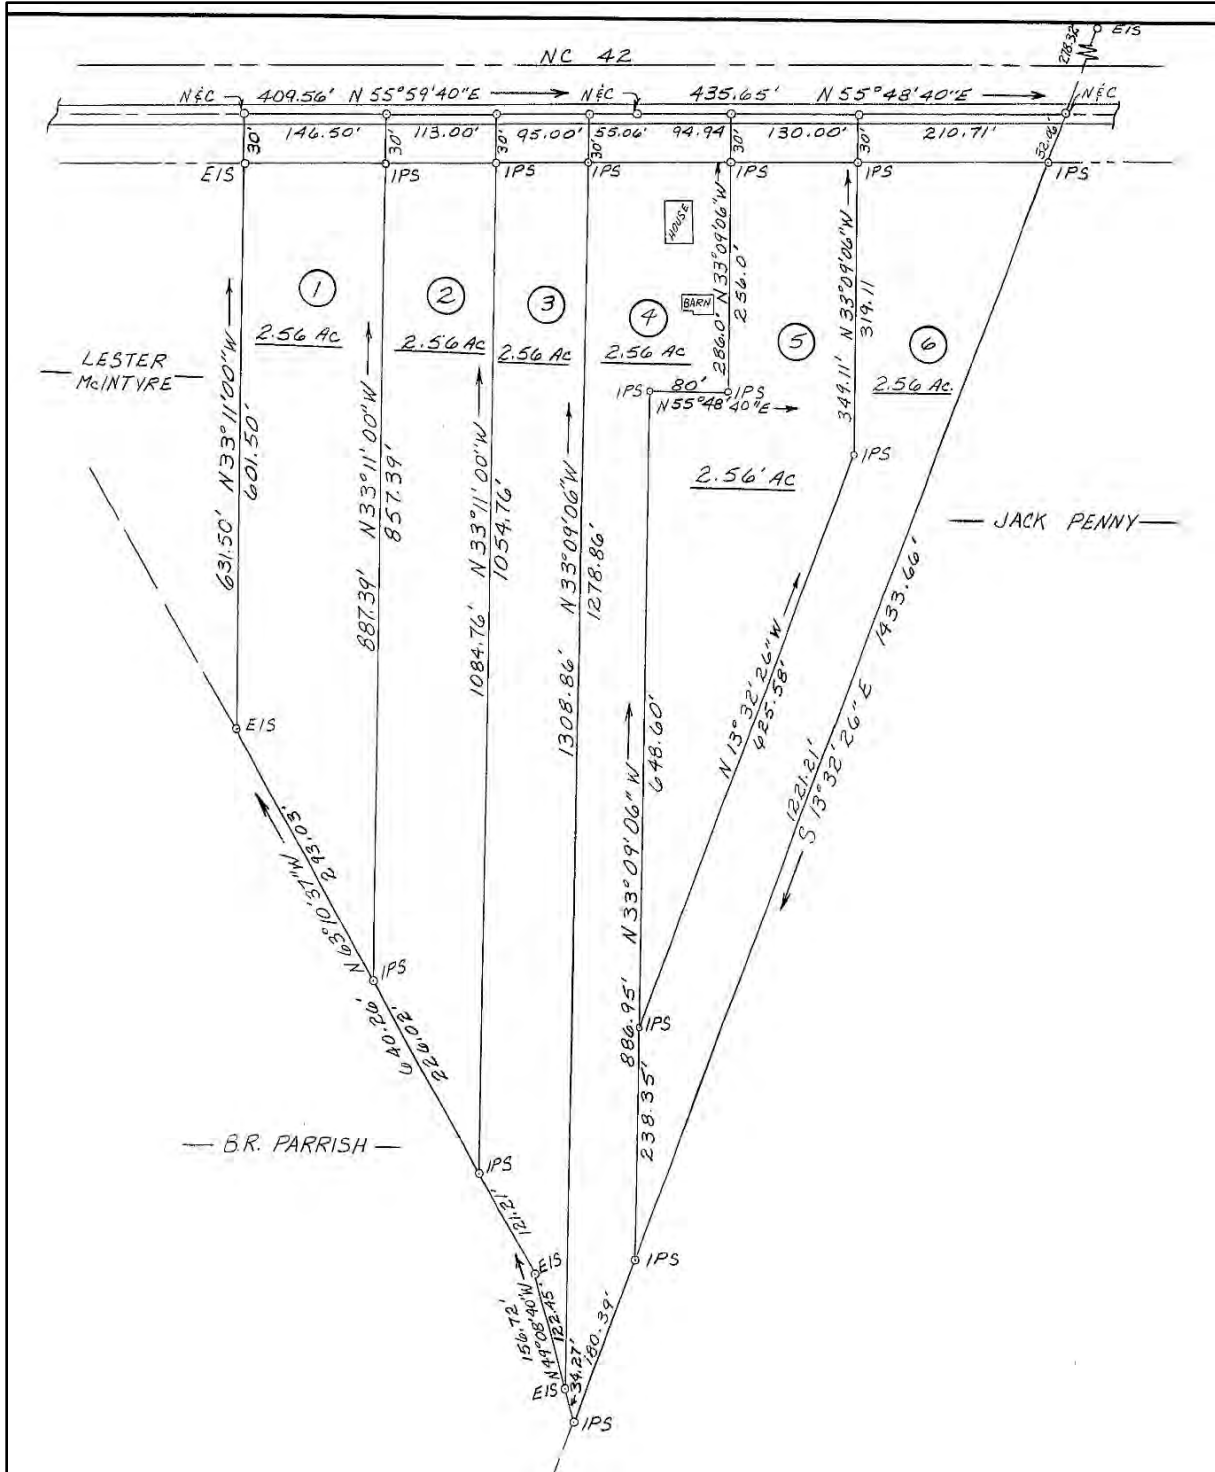 278.32'
EIS
NC 42
N&C 409.56' N 55°59'40"E N&C 435.65' N 55°48'40"E N&C
146.50' 113.00' 95.00' 55.06' 94.94 130.00' 210.71'
30' 30' 30' 30' 30' 30' 32.06'
EIS IPS IPS IPS IPS IPS IPS
HOUSE
BARN
1
2.56 Ac
2
2.56 Ac
3
2.56 Ac
4
2.56 Ac
5
2.56' Ac
6
2.56 Ac.
LESTER
McINTYRE
631.50' N33°11'00"W
601.50'
887.39' N33°11'00"W
857.39'
1084.76' N33°11'00"W
1054.76'
1308.86' N33°09'06"W
1278.86'
286.0' N33°09'06"W
256.0'
349.11' N33°09'06"W
319.11
IPS 80' IPS
N55°48'40"E
IPS
JACK PENNY
N 13°32'26"W
625.58'
1433.66'
1221.21'
S 13°32'26"E
EIS
293.03'
N 63°10'37"W
640.26'
IPS
226.02'
886.95' N33°09'06"W
648.60'
IPS
238.35'
B.R. PARRISH
IPS
121.21'
EIS
156.72'
N49°08'40"W
122.45'
IPS
180.39'
EIS
34.27'
IPS